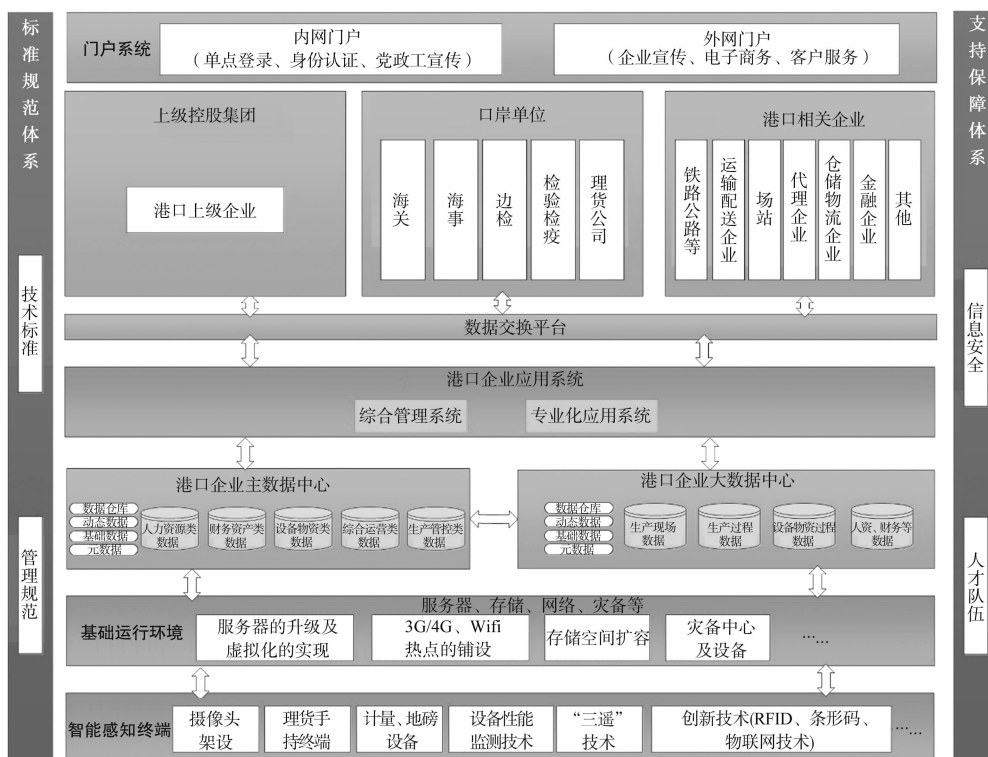 标准规范体系
技术标准
管理规范
门户系统
内网门户
(单点登录、身份认证、党政工宣传)
外网门户
(企业宣传、电子商务、客户服务)
上级控股集团
港口上级企业
口岸单位
海关
海事
边检
检验检疫
理货公司
港口相关企业
铁路公路等
运输配送企业
场站
代理企业
仓储物流企业
金融企业
其他
数据交换平台
港口企业应用系统
综合管理系统
专业化应用系统
港口企业主数据中心
数据仓库
动态数据
基础数据
元数据
人力资源类
数据
财务资产类
数据
设备物资类
数据
综合运营类
数据
生产管控类
数据
港口企业大数据中心
数据仓库
动态数据
基础数据
元数据
生产现场
数据
生产过程
数据
设备物资过程
数据
人资、财务等
数据
服务器、存储、网络、灾备等
基础运行环境
服务器的升级及
虚拟化的实现
3G/4G、Wifi
热点的铺设
存储空间扩容
灾备中心
及设备
……
智能感知终端
摄像头
架设
理货手
持终端
计量、地磅
设备
设备性能
监测技术
“三遥”
技术
创新技术(RFID、条形码、
物联网技术)
……
支持保障体系
信息安全
人才队伍